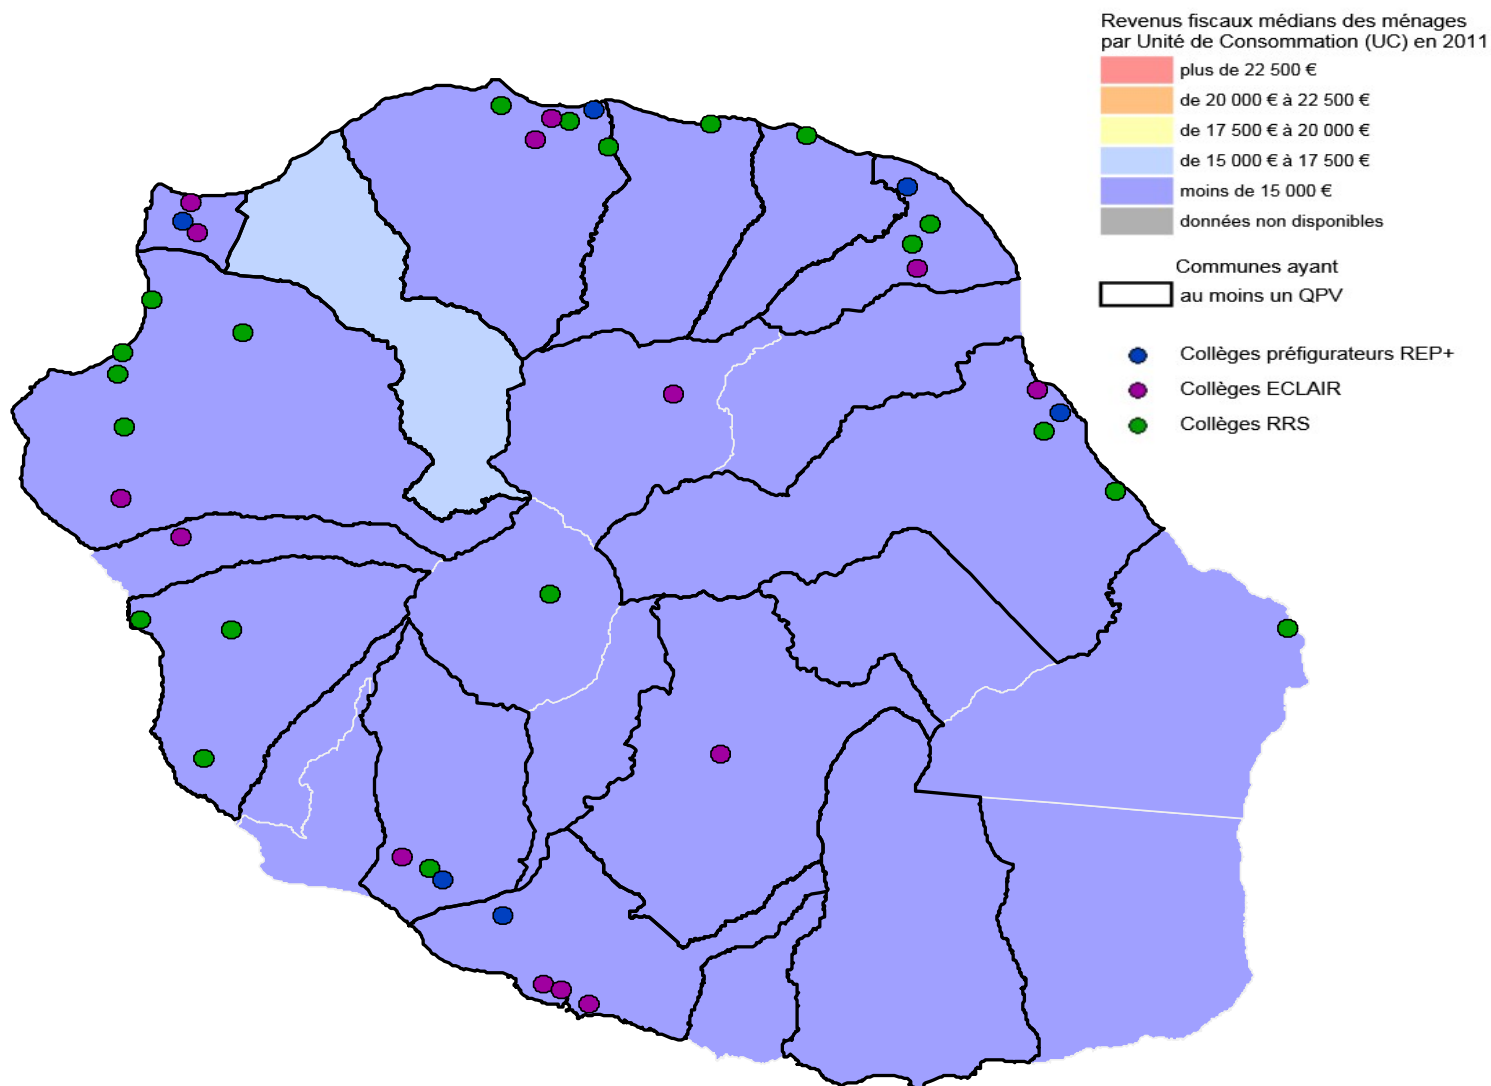 Revenus fiscaux médians des ménages
par Unité de Consommation (UC) en 2011
plus de 22 500 €
de 20 000 € à 22 500 €
de 17 500 € à 20 000 €
de 15 000 € à 17 500 €
moins de 15 000 €
données non disponibles
Communes ayant
au moins un QPV
Collèges préfigurateurs REP+
Collèges ECLAIR
Collèges RRS